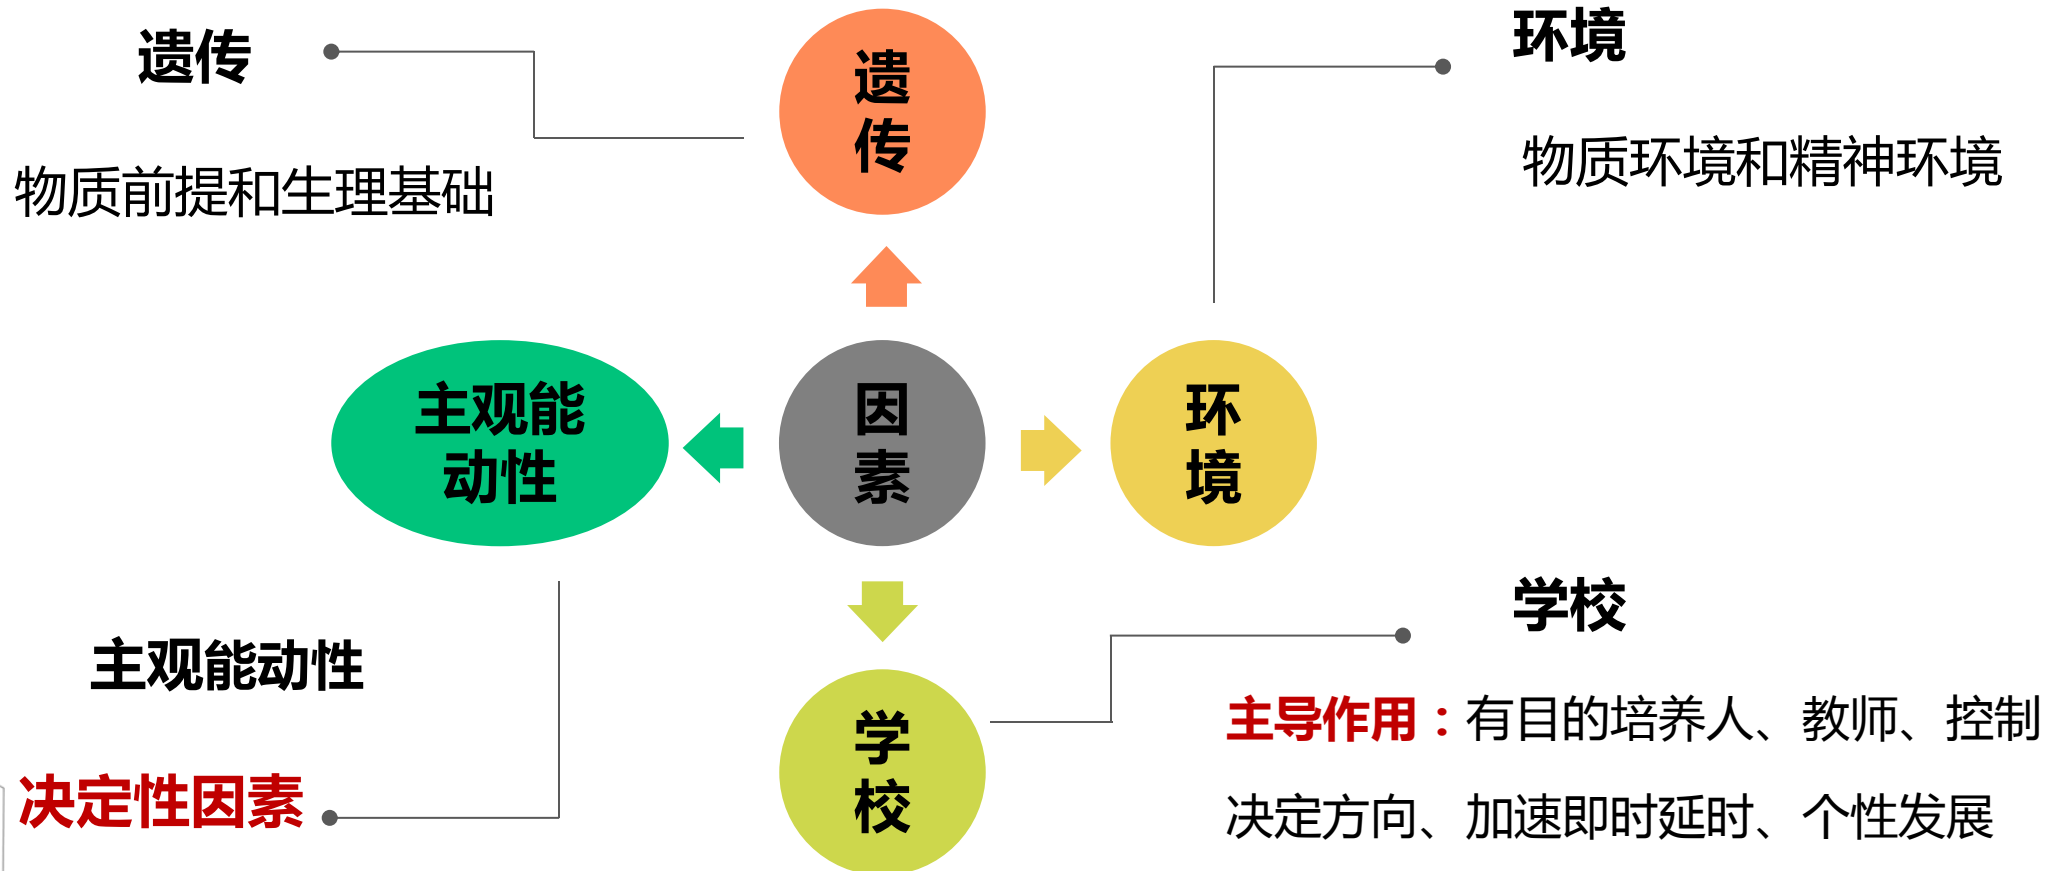 遗传
物质前提和生理基础
遗
传
环境
物质环境和精神环境
主观能
动性
因
素
环
境
主观能动性
决定性因素
学
校
学校
主导作用：有目的培养人、教师、控制
决定方向、加速即时延时、个性发展